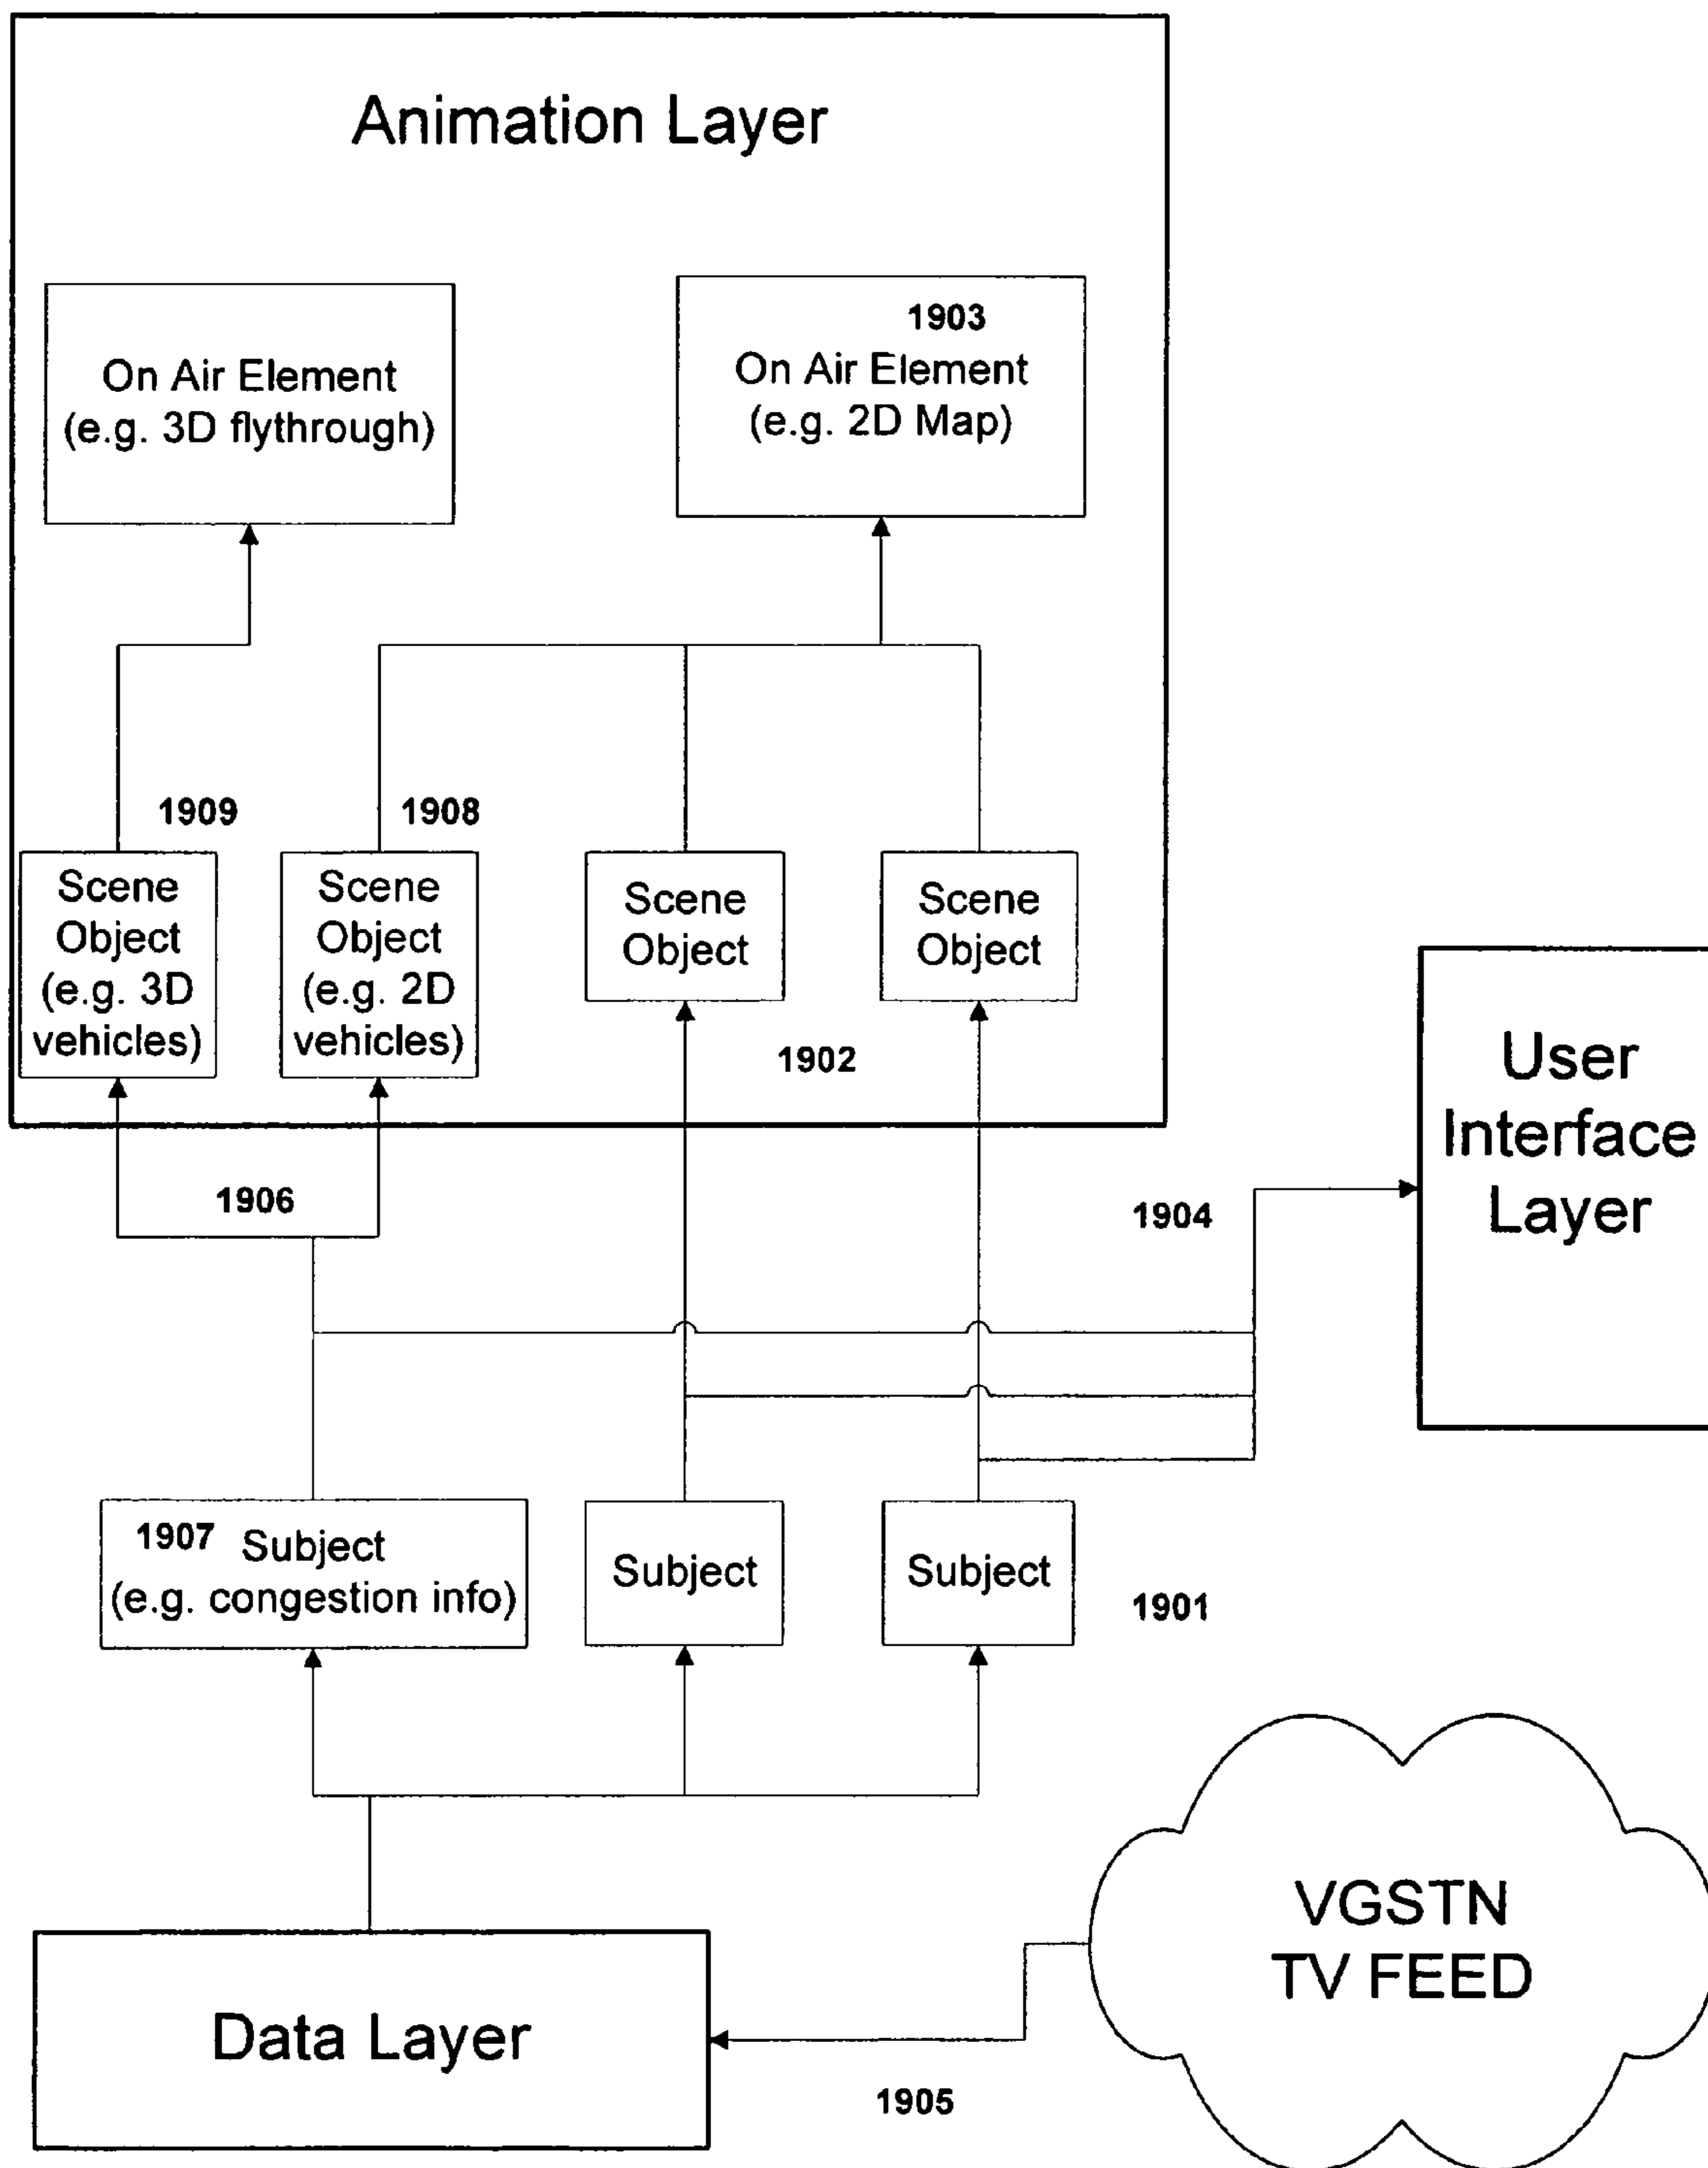 Animation Layer
1903
On Air Element
(e.g. 3D flythrough)
On Air Element
(e.g. 2D Map)
1909
1908
Scene
Object
(e.g. 3D
vehicles)
Scene
Object
(e.g. 2D
vehicles)
Scene
Object
Scene
Object
1902
User
Interface
Layer
1906
1904
1907 Subject
(e.g. congestion info)
Subject
Subject
1901
VGSTN
TV FEED
Data Layer
1905